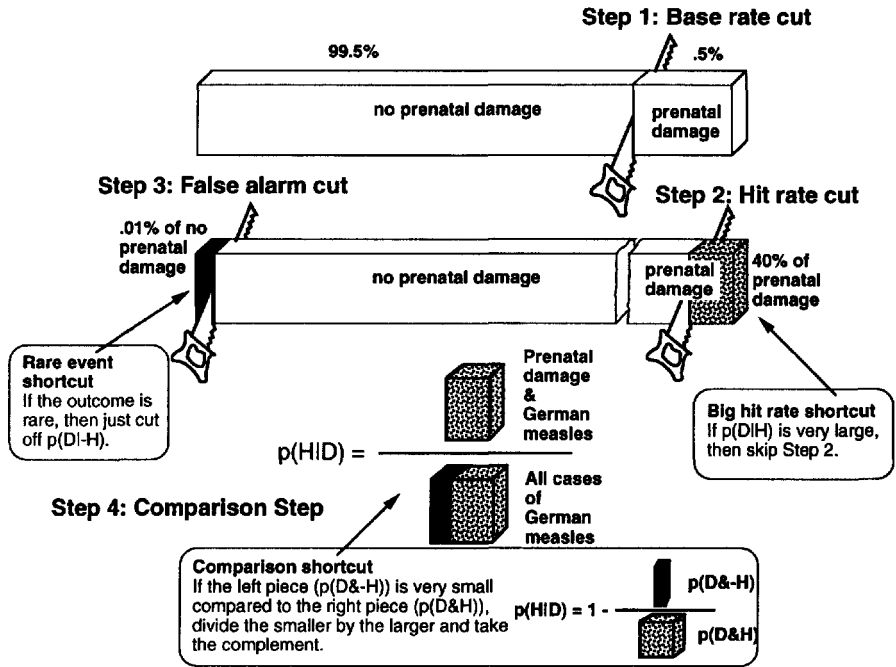 Step 1: Base rate cut
99.5%
.5%
no prenatal damage
prenatal
damage
Step 3: False alarm cut
Step 2: Hit rate cut
.01% of no
prenatal
damage
no prenatal damage
prenatal
damage
40% of
prenatal
damage
Rare event
shortcut
If the outcome is
rare, then just cut
off p(D|-H).
Prenatal
damage
&
German
measles
Big hit rate shortcut
If p(D|H) is very large,
then skip Step 2.
p(H|D) =
Step 4: Comparison Step
All cases
of
German
measles
Comparison shortcut
If the left piece (p(D&-H)) is very small
compared to the right piece (p(D&H)),
divide the smaller by the larger and take
the complement.
p(H|D) = 1 -
p(D&-H)
p(D&H)